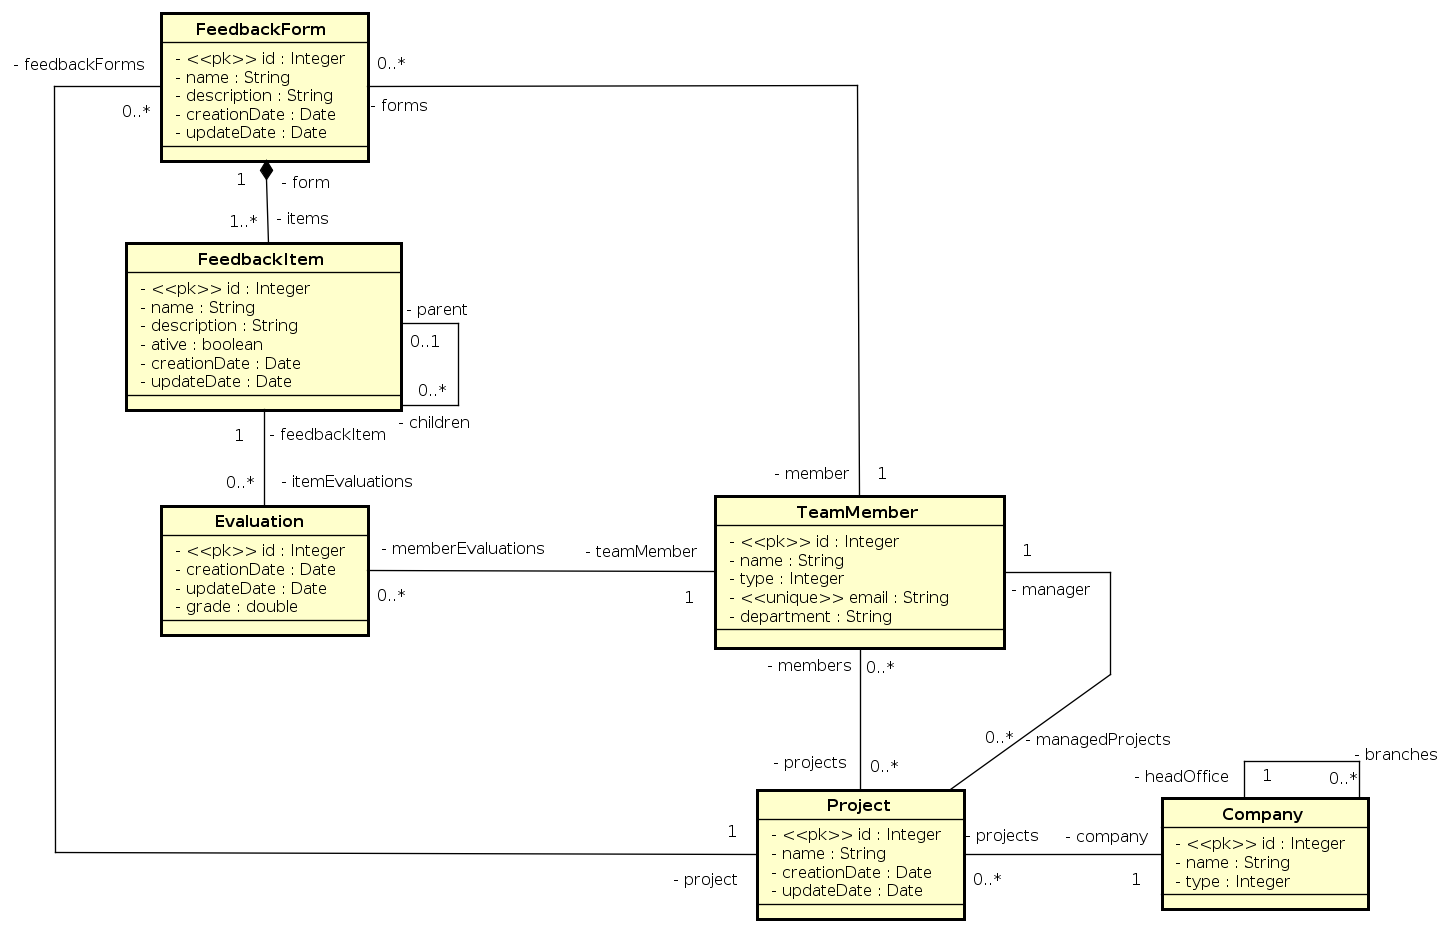 FeedbackForm
- <<pk>> id : Integer
- name : String
- description : String
- creationDate : Date
- updateDate : Date
- feedbackForms
0..*
0..*
- forms
1
- form
1..*
- items
FeedbackItem
- <<pk>> id : Integer
- name : String
- description : String
- ative : boolean
- creationDate : Date
- updateDate : Date
- parent
0..1
0..*
- children
1
- feedbackItem
0..*
- itemEvaluations
- member
1
Evaluation
- <<pk>> id : Integer
- creationDate : Date
- updateDate : Date
- grade : double
- memberEvaluations
0..*
- teamMember
1
TeamMember
- <<pk>> id : Integer
- name : String
- type : Integer
- <<unique>> email : String
- department : String
1
- manager
- members
0..*
- projects
0..*
0..*
- managedProjects
- branches
- headOffice
1
0..*
1
- project
Project
- <<pk>> id : Integer
- name : String
- creationDate : Date
- updateDate : Date
- projects
0..*
- company
1
Company
- <<pk>> id : Integer
- name : String
- type : Integer